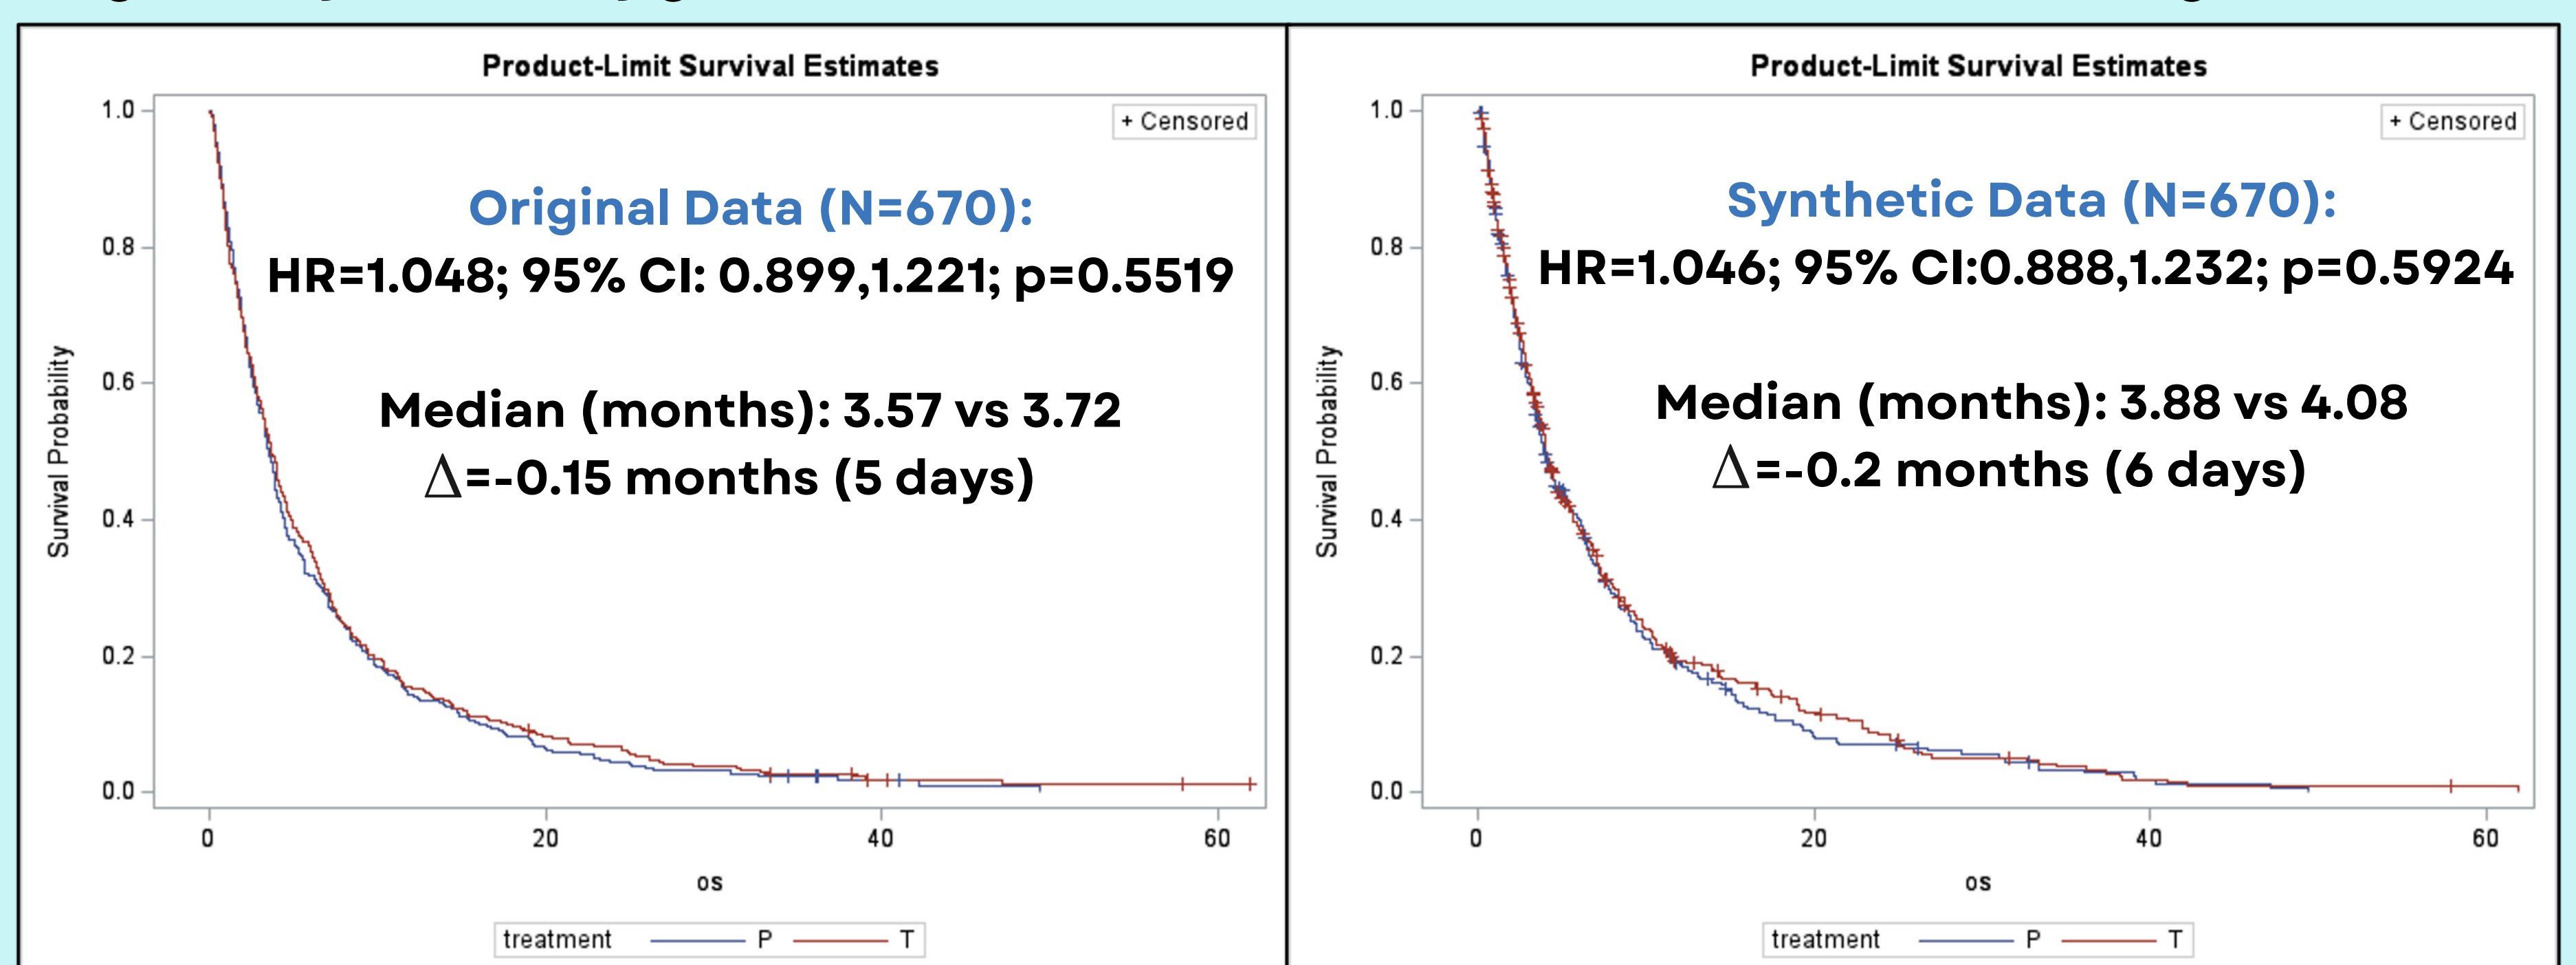 Product-Limit Survival Estimates
+ Censored
Original Data (N=670):
HR=1.048; 95% CI: 0.899,1.221; p=0.5519
Median (months): 3.57 vs 3.72
Δ=-0.15 months (5 days)
Survival Probability
1.0
0.8
0.6
0.4
0.2
0.0
0 20 40 60
os
treatment P T
Product-Limit Survival Estimates
+ Censored
Synthetic Data (N=670):
HR=1.046; 95% CI:0.888,1.232; p=0.5924
Median (months): 3.88 vs 4.08
Δ=-0.2 months (6 days)
Survival Probability
1.0
0.8
0.6
0.4
0.2
0.0
0 20 40 60
os
treatment P T